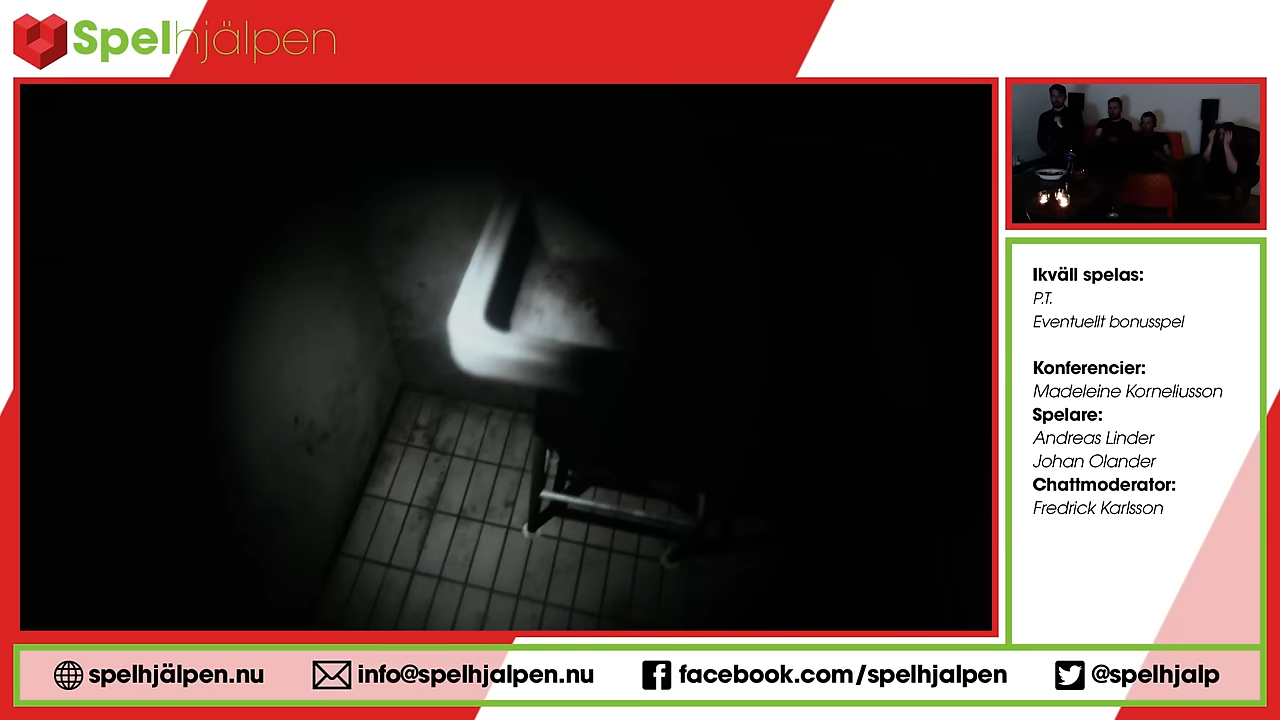 Spelhjälpen
Ikväll spelas:
P.T.
Eventuellt bonusspel
Konferencier:
Madeleine Korneliusson
Spelare:
Andreas Linder
Johan Olander
Chattmoderator:
Fredrick Karlsson
spelhjälpen.nu
info@spelhjalpen.nu
facebook.com/spelhjalpen
@spelhjalp